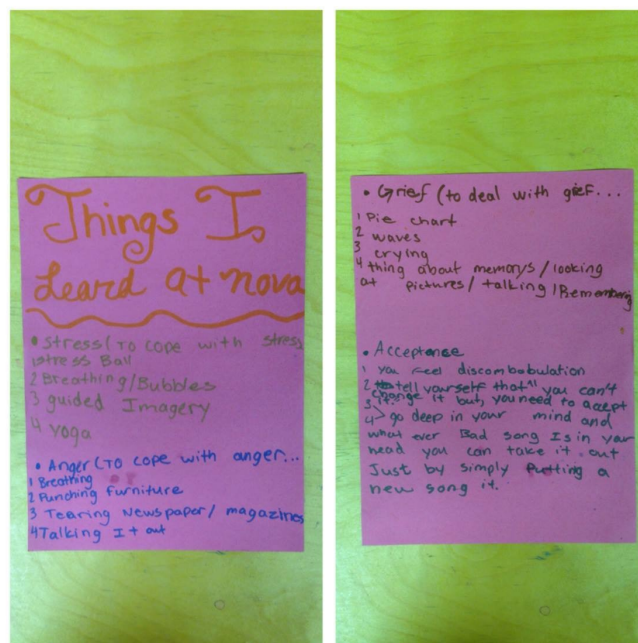 Things I
Leard at nova
• Stress (To cope with stress
1 stress Ball
2 Breathing/Bubbles
3 guided Imagery
4 Yoga
• Anger (To cope with anger...
1 Breathing
2 Punching furniture
3 Tearing Newspaper/ magazines
4 Talking It out
• Grief (to deal with gief...
1 Pie chart
2 waves
3 crying
4 thing about memorys/looking
at pictures/ talking/Remembering
• Acceptense
1 you feel discombobulation
2 to tell yourself that" you can't
change it but, you need to acept
3 it"
4 > go deep in your mind and
what ever Bad song Is in your
head you can take it out
Just by simply Putting a
new song it.